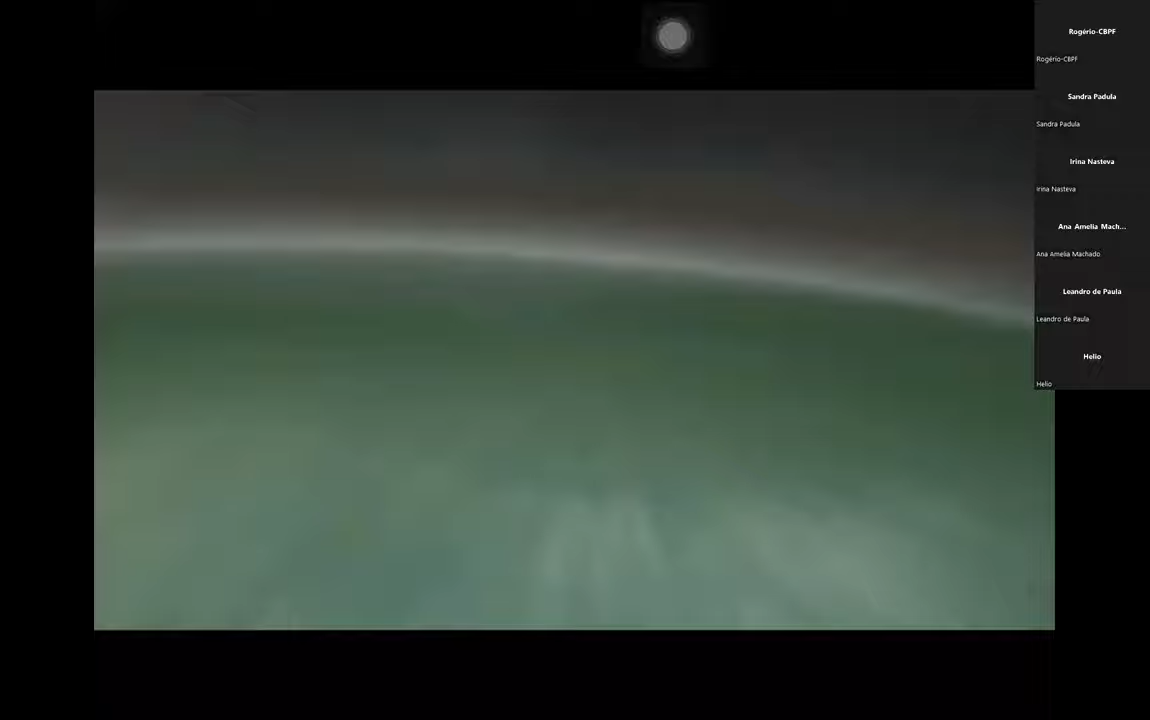 Rogério-CBPF
Rogério-CBPF
Sandra Padula
Sandra Padula
Irina Nasteva
Irina Nasteva
Ana Amelia Mach...
Ana Amelia Machado
Leandro de Paula
Leandro de Paula
Helio
Helio